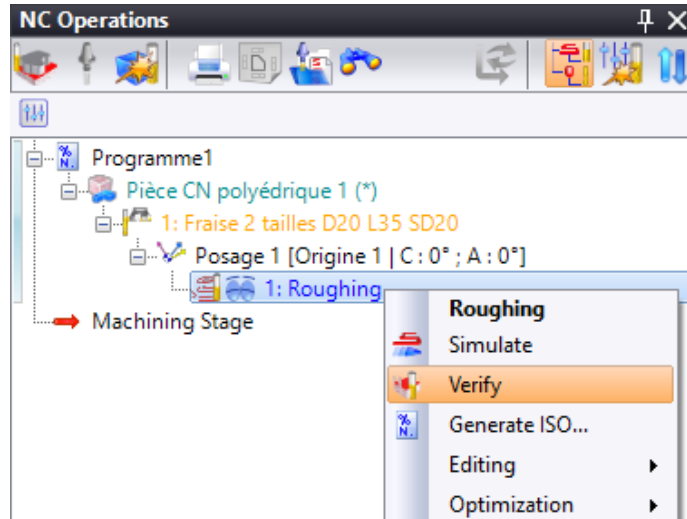 NC Operations
Programme1
Pièce CN polyédrique 1 (*)
1: Fraise 2 tailles D20 L35 SD20
Posage 1 [Origine 1 | C : 0° ; A : 0°]
1: Roughing
Machining Stage
Roughing
Simulate
Verify
% N. Generate ISO...
Editing
Optimization